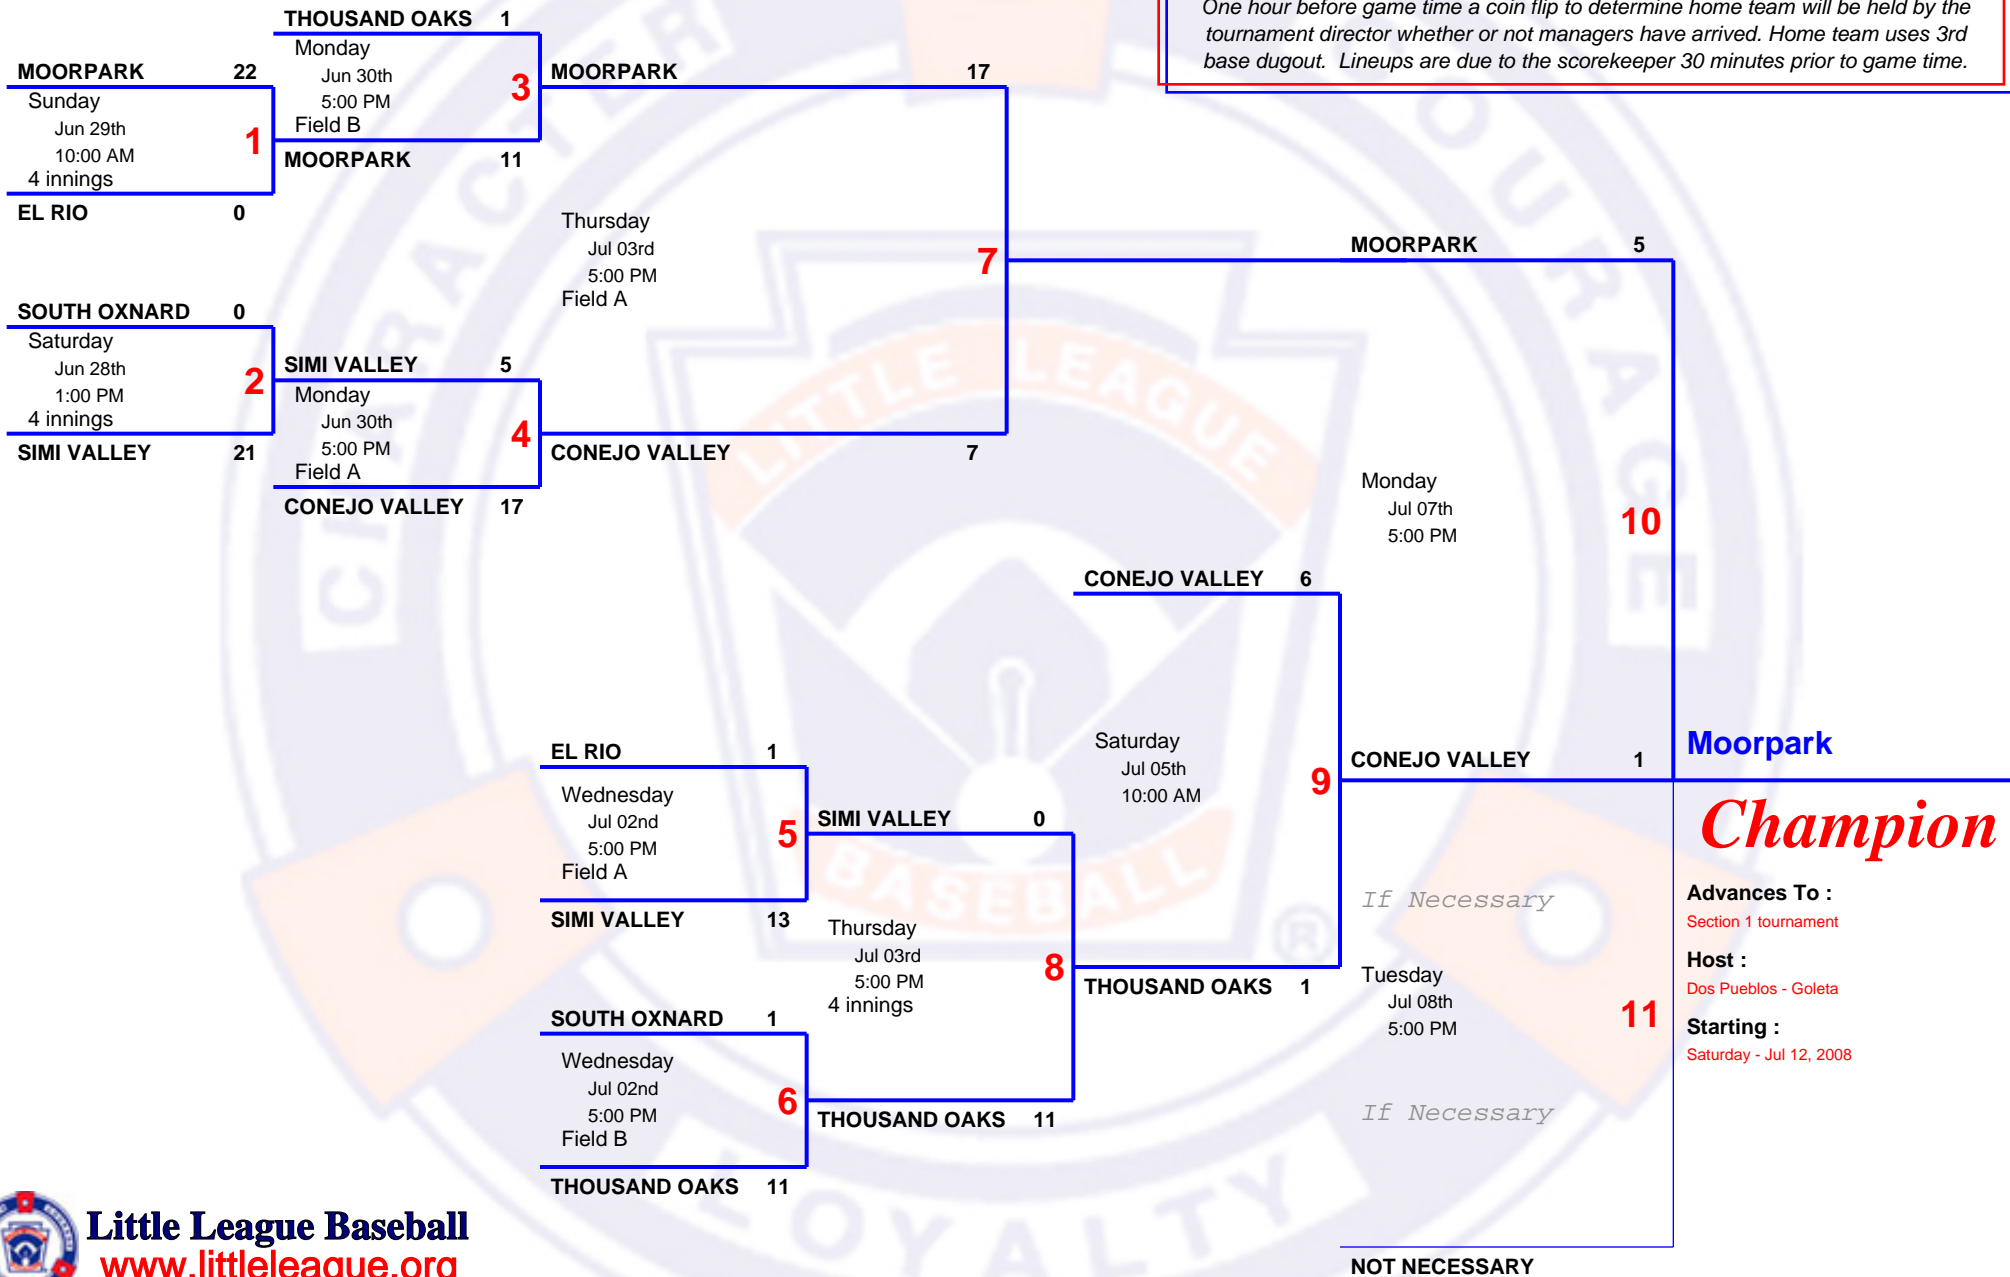 One hour before game time a coin flip to determine home team will be held by the
tournament director whether or not managers have arrived. Home team uses 3rd
base dugout. Lineups are due to the scorekeeper 30 minutes prior to game time.
THOUSAND OAKS 1
Monday
Jun 30th
5:00 PM
Field B
3
MOORPARK 11
MOORPARK 22
Sunday
Jun 29th
10:00 AM
4 innings
1
EL RIO 0
MOORPARK 17
Thursday
Jul 03rd
5:00 PM
Field A
7
CONEJO VALLEY 7
SOUTH OXNARD 0
Saturday
Jun 28th
1:00 PM
4 innings
2
SIMI VALLEY 21
SIMI VALLEY 5
Monday
Jun 30th
5:00 PM
Field A
4
CONEJO VALLEY 17
MOORPARK 5
Monday
Jul 07th
5:00 PM
10
CONEJO VALLEY 1
CONEJO VALLEY 6
Saturday
Jul 05th
10:00 AM
9
THOUSAND OAKS 1
EL RIO 1
Wednesday
Jul 02nd
5:00 PM
Field A
5
SIMI VALLEY 13
SIMI VALLEY 0
Thursday
Jul 03rd
5:00 PM
4 innings
8
THOUSAND OAKS 11
SOUTH OXNARD 1
Wednesday
Jul 02nd
5:00 PM
Field B
6
THOUSAND OAKS 11
If Necessary
Tuesday
Jul 08th
5:00 PM
11
If Necessary
NOT NECESSARY
Moorpark
Champion
Advances To :
Section 1 tournament
Host :
Dos Pueblos - Goleta
Starting :
Saturday - Jul 12, 2008
CHARACTER
COURAGE
LOYALTY
LITTLE LEAGUE
BASEBALL
®
Little League Baseball
www.littleleague.org